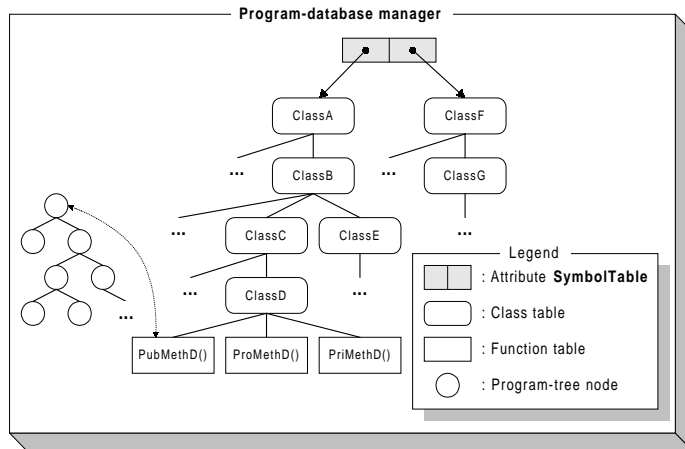 Program-database manager
ClassA
ClassF
...
ClassB
...
ClassG
...
ClassC
ClassE
...
...
ClassD
...
...
PubMethD()
ProMethD()
PriMethD()
Legend
: Attribute SymbolTable
: Class table
: Function table
: Program-tree node